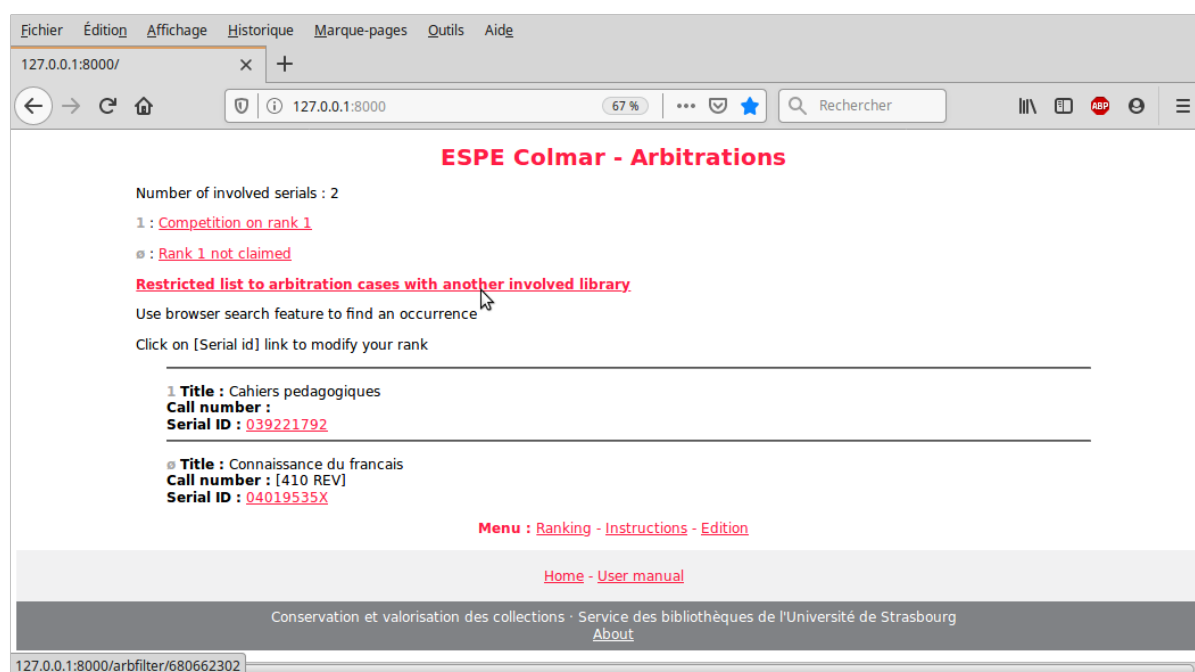 Fichier Édition Affichage Historique Marque-pages Outils Aide
127.0.0.1:8000/
127.0.0.1:8000 67 % Rechercher ABP
ESPE Colmar - Arbitrations
Number of involved serials : 2
1 : Competition on rank 1
ø : Rank 1 not claimed
Restricted list to arbitration cases with another involved library
Use browser search feature to find an occurrence
Click on [Serial id] link to modify your rank
1 Title : Cahiers pedagogiques
Call number :
Serial ID : 039221792
ø Title : Connaissance du francais
Call number : [410 REV]
Serial ID : 04019535X
Menu : Ranking - Instructions - Edition
Home - User manual
Conservation et valorisation des collections · Service des bibliothèques de l'Université de Strasbourg
About
127.0.0.1:8000/arbfilter/680662302